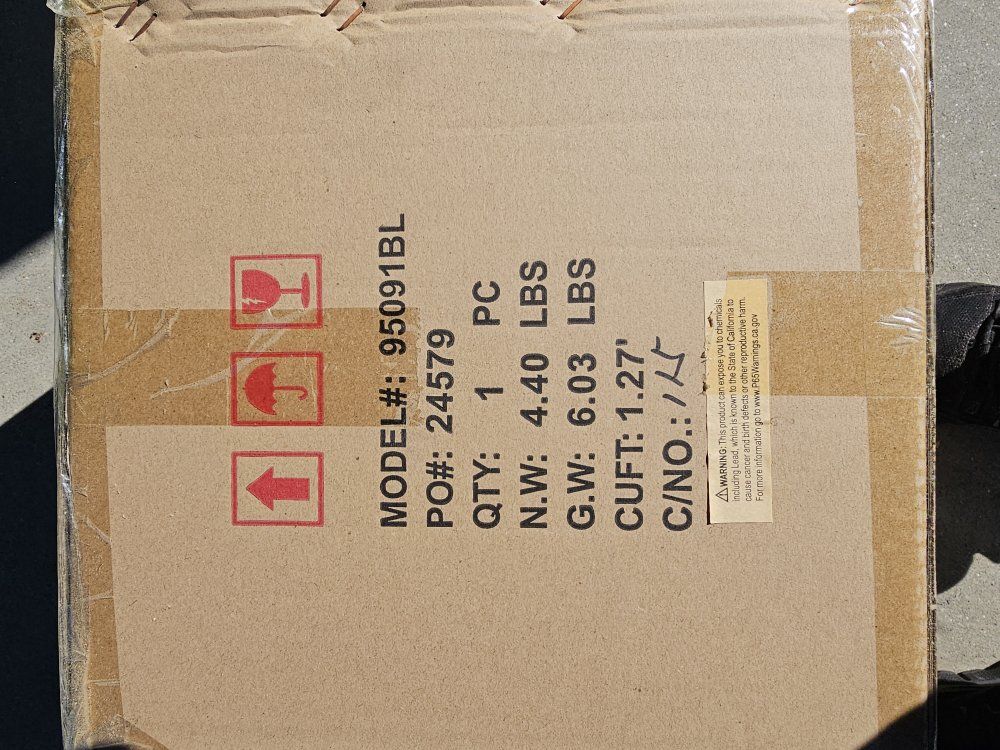 MODEL#: 95091BL
PO#: 24579
QTY: 1 PC
N.W: 4.40 LBS
G.W: 6.03 LBS
CUFT: 1.27'
C/NO.: 125
⚠WARNING: This product can expose you to chemicals
including Lead, which is known to the State of California to
cause cancer and birth defects or other reproductive harm.
For more information go to www.P65Warnings.ca.gov